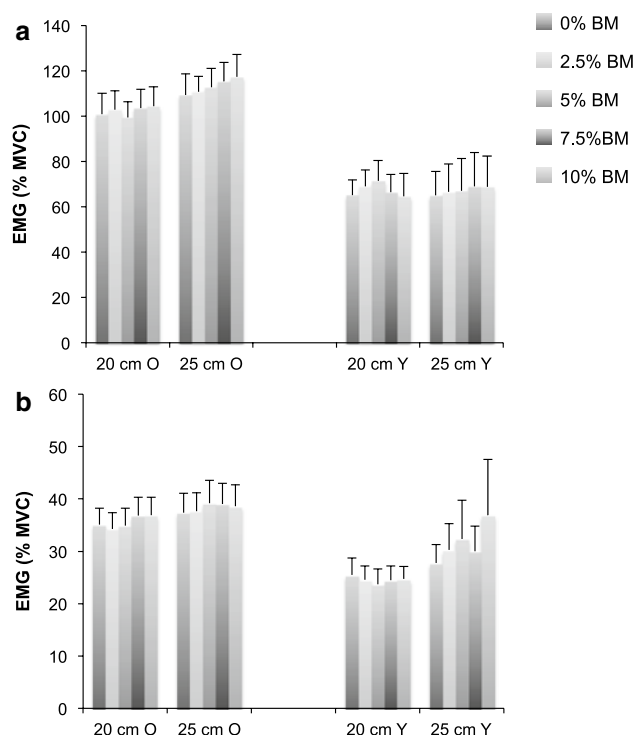 a
140
120
100
80
60
40
20
0
EMG (% MVC)
20 cm O 25 cm O 20 cm Y 25 cm Y
0% BM
2.5% BM
5% BM
7.5%BM
10% BM
b
60
50
40
30
20
10
0
EMG (% MVC)
20 cm O 25 cm O 20 cm Y 25 cm Y